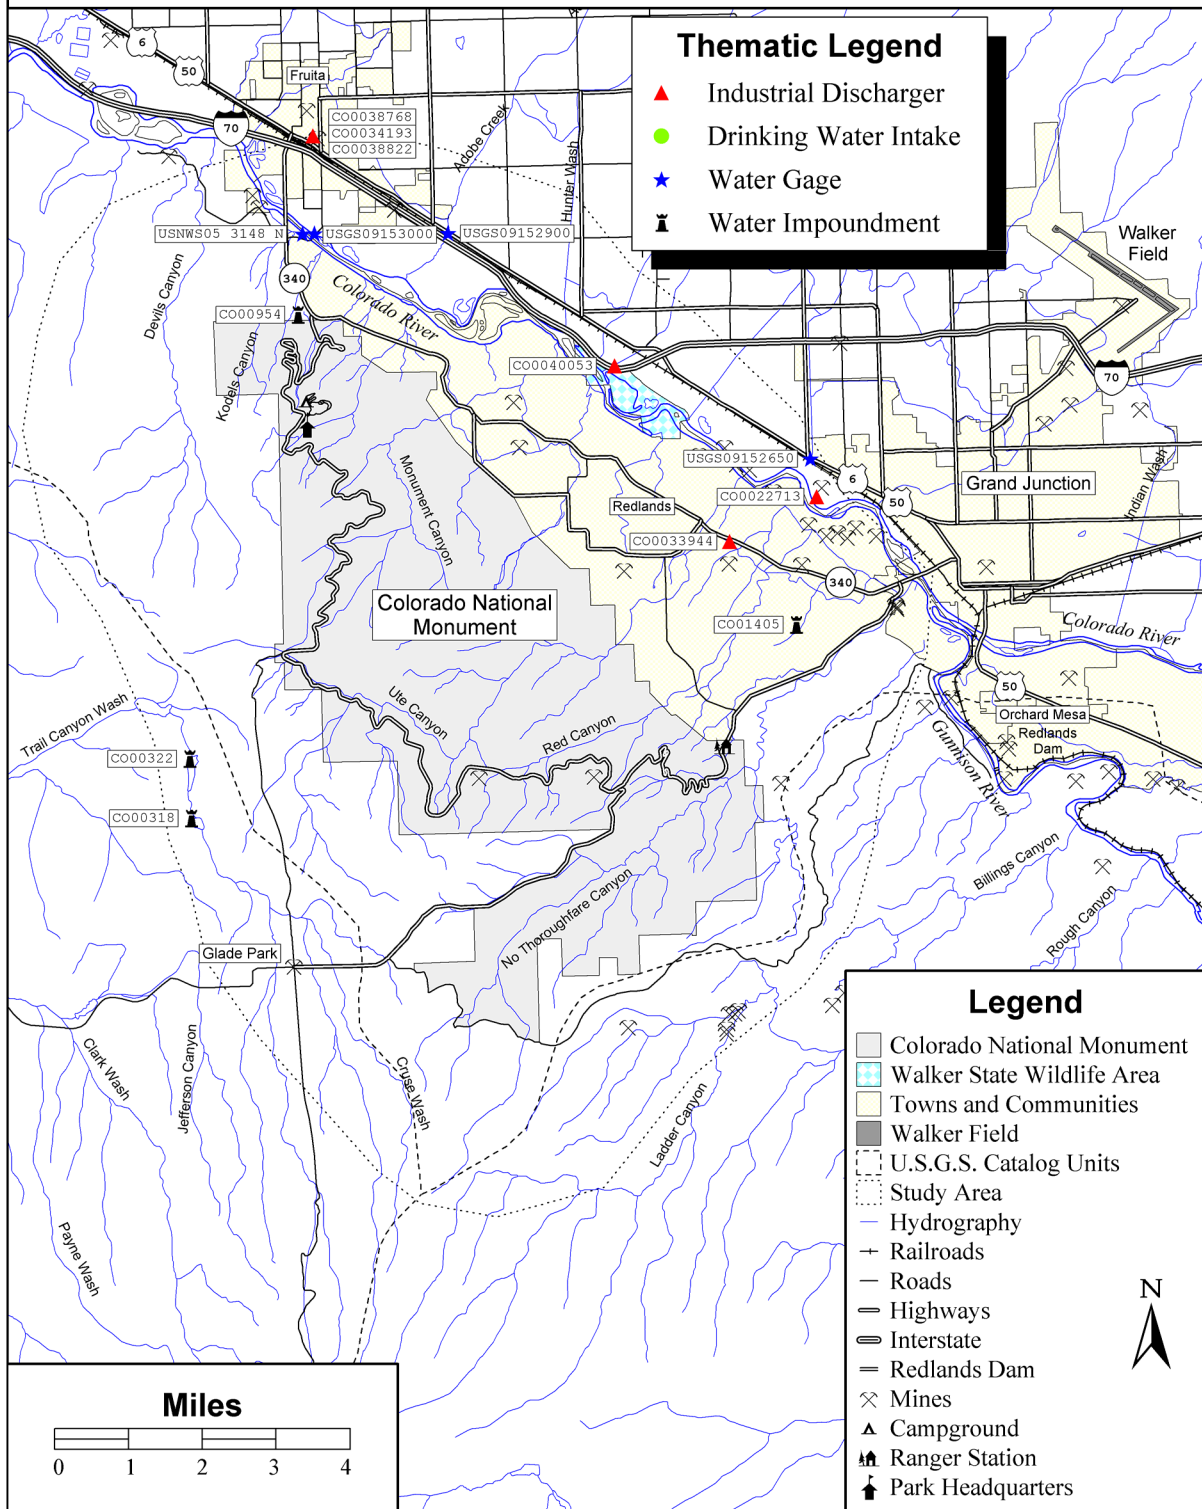 Thematic Legend
Industrial Discharger
Drinking Water Intake
Water Gage
Water Impoundment
6
50
Fruita
70
CO0038768
CO0034193
CO0038822
Adobe Creek
Hunter Wash
USNWS05 3148 N
USGS09153000
USGS09152900
Walker
Field
340
Devils Canyon
Colorado River
CO00954
Kodels Canyon
CO0040053
70
Monument Canyon
USGS09152650
6
50
Grand Junction
Indian Wash
CO0022713
Redlands
CO0033944
340
Colorado National
Monument
CO01405
Colorado River
Ute Canyon
Red Canyon
50
Orchard Mesa
Redlands
Dam
Gunnison River
Trail Canyon Wash
CO00322
CO00318
Billings Canyon
Rough Canyon
No Thoroughfare Canyon
Glade Park
Clark Wash
Jefferson Canyon
Cruse Wash
Ladder Canyon
Payne Wash
Legend
Colorado National Monument
Walker State Wildlife Area
Towns and Communities
Walker Field
U.S.G.S. Catalog Units
Study Area
Hydrography
Railroads
Roads
Highways
Interstate
Redlands Dam
Mines
Campground
Ranger Station
Park Headquarters
N
Miles
0 1 2 3 4